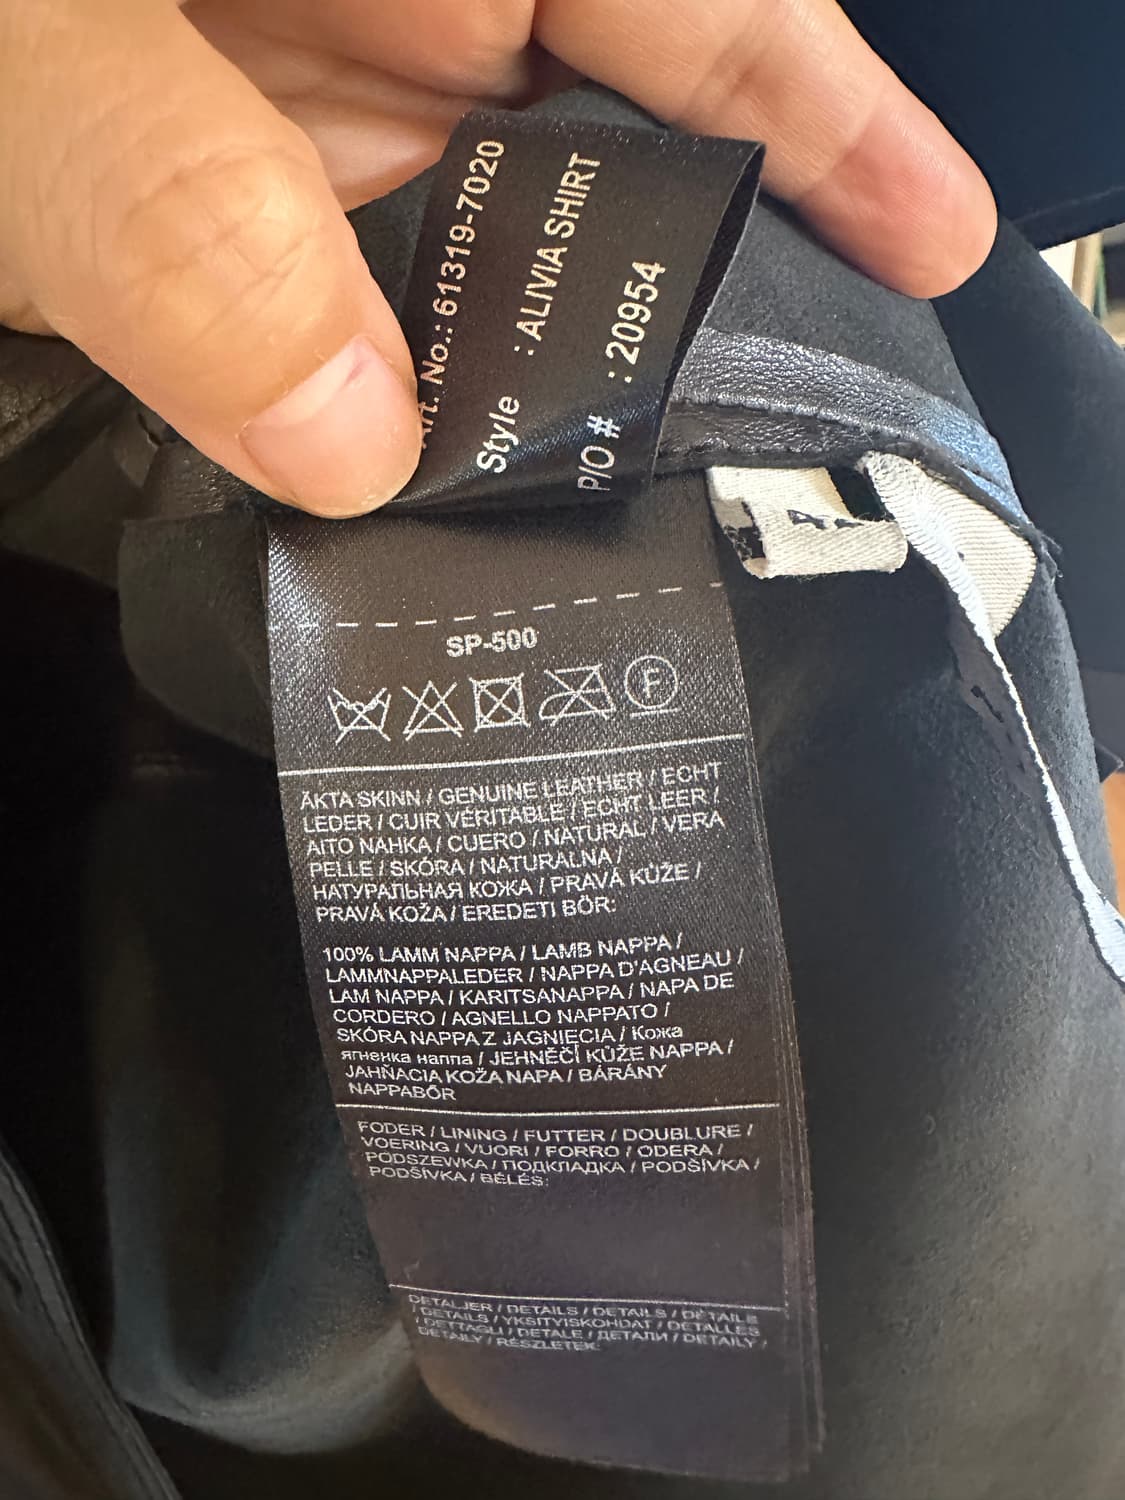 Art. No.: 61319-7020
Style : ALIVIA SHIRT
P/O # : 20954
SP-500
F
ÄKTA SKINN / GENUINE LEATHER / ECHT
LEDER / CUIR VÉRITABLE / ECHT LEER /
AITO NAHKA / CUERO / NATURAL / VERA
PELLE / SKÓRA / NATURALNA /
НАТУРАЛЬНАЯ КОЖА / PRAVÁ KŮŽE /
PRAVÁ KOŽA / EREDETI BŐR:
100% LAMM NAPPA / LAMB NAPPA /
LAMMNAPPALEDER / NAPPA D'AGNEAU /
LAM NAPPA / KARITSANAPPA / NAPA DE
CORDERO / AGNELLO NAPPATO /
SKÓRA NAPPA Z JAGNIĘCIA / Кожа
ягненка наппа / JEHNĚČÍ KŮŽE NAPPA /
JAHŇACIA KOŽA NAPA / BÁRÁNY
NAPPABŐR
FODER / LINING / FUTTER / DOUBLURE /
VOERING / VUORI / FORRO / ODERA /
PODSZEWKA / ПОДКЛАДКА / PODŠÍVKA /
PODŠÍVKA / BÉLÉS:
DETALJER / DETAILS / DETAILS / DÉTAILS
/ DETAILS / YKSITYISKOHDAT / DETALLES
/ DETTAGLI / DETALE / ДЕТАЛИ / DETAILY /
DETAILY / RÉSZLETEK: